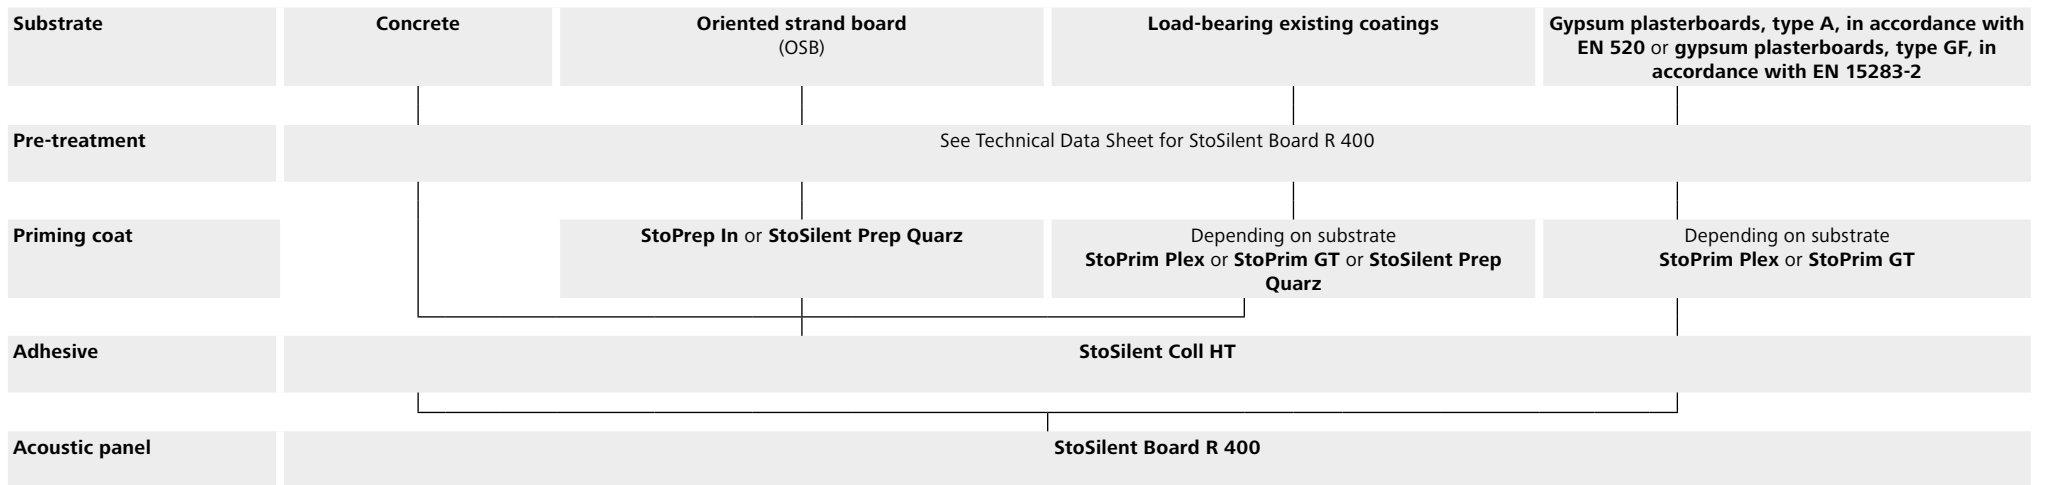 Substrate
Concrete
Oriented strand board
(OSB)
Load-bearing existing coatings
Gypsum plasterboards, type A, in accordance with
EN 520 or gypsum plasterboards, type GF, in
accordance with EN 15283-2
Pre-treatment
See Technical Data Sheet for StoSilent Board R 400
Priming coat
StoPrep In or StoSilent Prep Quarz
Depending on substrate
StoPrim Plex or StoPrim GT or StoSilent Prep
Quarz
Depending on substrate
StoPrim Plex or StoPrim GT
Adhesive
StoSilent Coll HT
Acoustic panel
StoSilent Board R 400